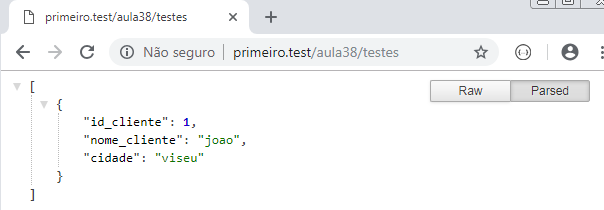 primeiro.test/aula38/testes
Não seguro | primeiro.test/aula38/testes
Raw Parsed
[
{
"id_cliente": 1,
"nome_cliente": "joao",
"cidade": "viseu"
}
]